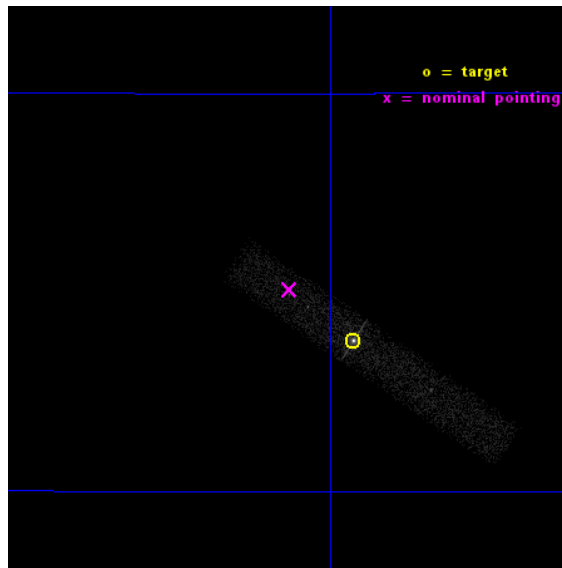 o = target
x = nominal pointing